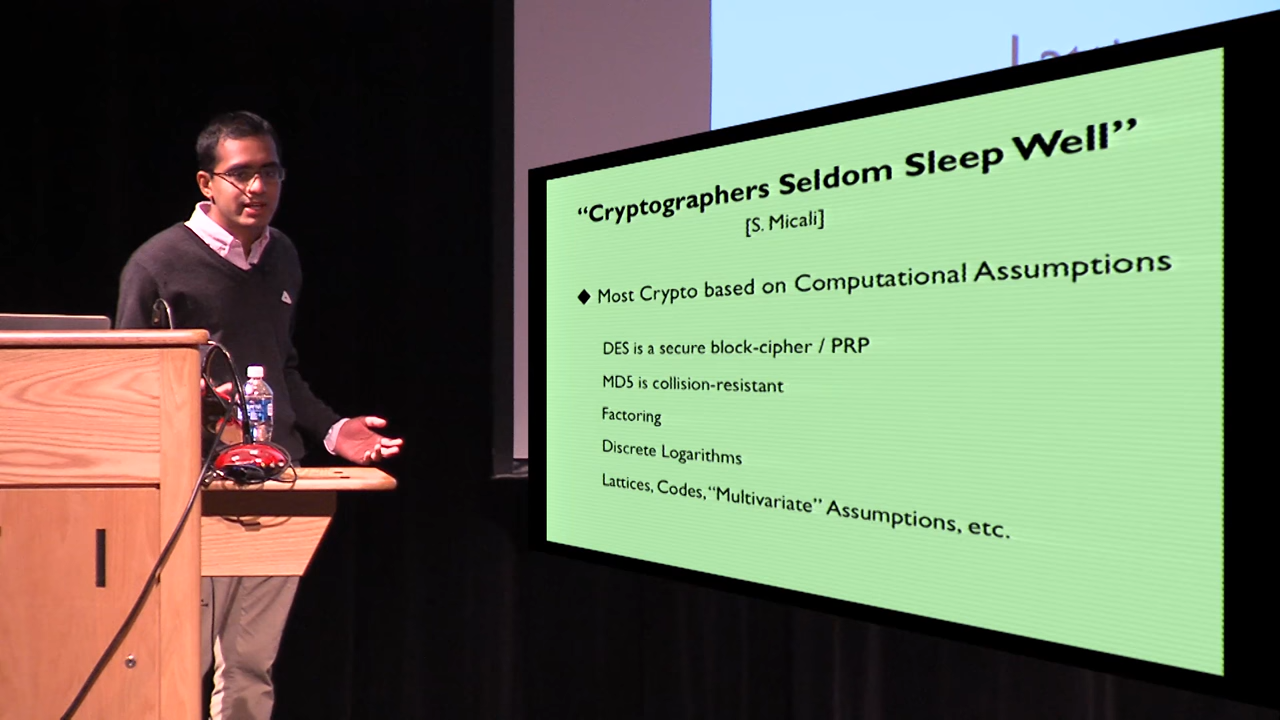 “Cryptographers Seldom Sleep Well”
[S. Micali]
◆ Most Crypto based on Computational Assumptions
DES is a secure block-cipher / PRP
MD5 is collision-resistant
Factoring
Discrete Logarithms
Lattices, Codes, “Multivariate” Assumptions, etc.